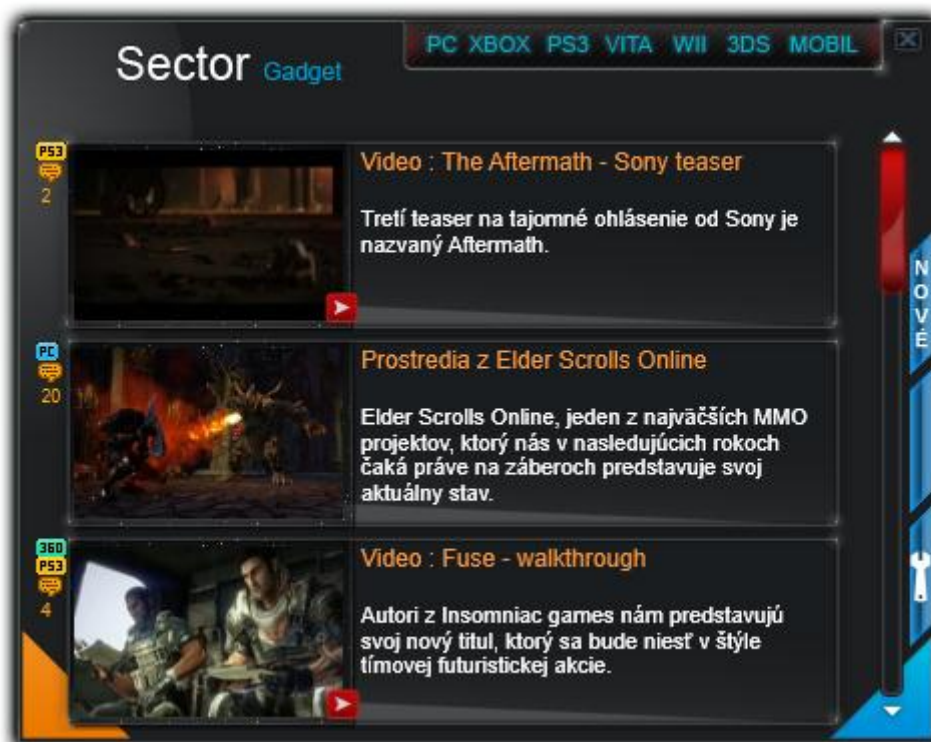 Sector Gadget
PC XBOX PS3 VITA WII 3DS MOBIL
PS3
2
Video : The Aftermath - Sony teaser
Tretí teaser na tajomné ohlásenie od Sony je
nazvaný Aftermath.
NOVÉ
PC
20
Prostredia z Elder Scrolls Online
Elder Scrolls Online, jeden z najväčších MMO
projektov, ktorý nás v nasledujúcich rokoch
čaká práve na záberoch predstavuje svoj
aktuálny stav.
360
PS3
4
Video : Fuse - walkthrough
Autori z Insomniac games nám predstavujú
svoj nový titul, ktorý sa bude niesť v štýle
tímovej futuristickej akcie.